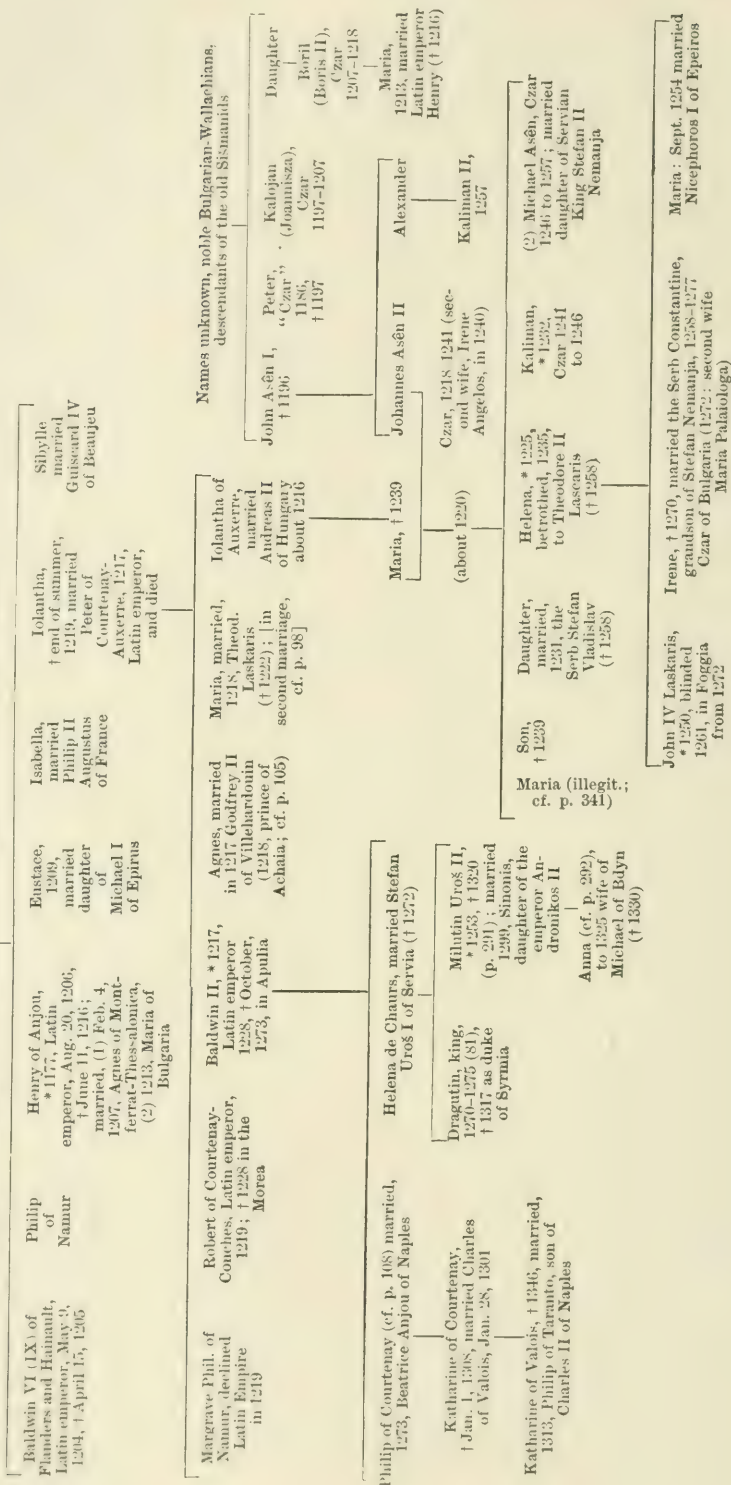 Baldwin VI (IX) of
Flanders and Hainault,
Latin emperor, May 9,
1204, † April 15, 1205
Philip
of
Namur
Henry of Anjou,
*1177, Latin
emperor, Aug. 20, 1206,
† June 11, 1216;
married, (1) Feb. 4,
1207, Agnes of Mont-
ferrat-Thessalonica,
(2) 1213, Maria of
Bulgaria
Eustace,
1209,
married
daughter
of
Michael I
of Epirus
Isabella,
married
Philip II
Augustus
of France
Iolantha,
† end of summer,
1219, married
Peter of
Courtenay-
Auxerre, 1217,
Latin emperor,
and died
Sibylle
married
Guiscard IV
of Beaujeu
Names unknown, noble Bulgarian-Wallachians,
descendants of the old Sismanids
Margrave Phil. of
Namur, declined
Latin Empire
in 1219
Robert of Courtenay-
Conches, Latin emperor,
1219; † 1228 in the
Morea
Baldwin II, *1217,
Latin emperor
1228, † October,
1273, in Apulia
Agnes, married
in 1217 Godfrey II
of Villehardouin
(1218, prince of
Achaia; cf. p. 105)
Maria, married,
1218, Theod.
Laskaris
(† 1222); [in
second marriage,
cf. p. 98]
Iolantha of
Auxerre,
married
Andreas II
of Hungary
about 1216
John Asên I,
† 1196
Peter,
"Czar"
1186,
† 1197
Kalojan
(Joannisza),
Czar
1197-1207
Daughter
Boril
(Boris II),
Czar
1207-1218
Maria,
1213, married
Latin emperor
Henry († 1216)
Maria, † 1239
Johannes Asên II
Alexander
(about 1220)
Czar, 1218-1241 (sec-
ond wife, Irene
Angelos, in 1240)
Kaliman II,
1257
Philip of Courtenay (cf. p. 108) married,
1273, Beatrice Anjou of Naples
Helena de Chaurs, married Stefan
Uroš I of Servia († 1272)
Maria (illegit.;
cf. p. 341)
Son,
† 1239
Daughter,
married,
1231, the
Serb Stefan
Vladislav
(† 1258)
Helena, *1225,
betrothed, 1235,
to Theodore II
Lascaris
(† 1258)
Kaliman,
*1232,
Czar 1241
to 1246
(2) Michael Asên, Czar
1246 to 1257; married
daughter of Servian
King Stefan II
Nemanja
Katharine of Courtenay,
† Jan. 1, 1308, married Charles
of Valois, Jan. 28, 1301
Dragutin, king,
1270-1275 (81),
† 1317 as duke
of Syrmia
Milutin Uroš II,
*1253, † 1320
(p. 291); married
1299, Sinonis,
daughter of the
emperor An-
dronikos II
Katharine of Valois, † 1346, married,
1313, Philip of Taranto, son of
Charles II of Naples
Anna (cf. p. 292),
to 1325 wife of
Michael of Bdyn
(† 1330)
John IV Laskaris,
*1250, blinded
1261, in Foggia
from 1272
Irene, † 1270, married the Serb Constantine,
grandson of Stefan Nemanja, 1258-1277
Czar of Bulgaria (1272: second wife
Maria Palaiologa)
Maria: Sept. 1254 married
Nicephoros I of Epeiros